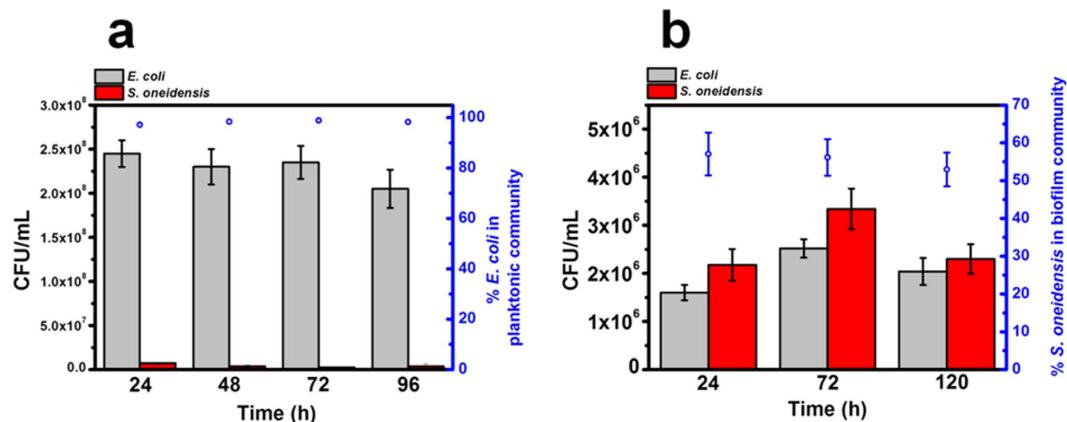 a
E. coli
S. oneidensis
3.0x10⁸
2.5x10⁸
2.0x10⁸
1.5x10⁸
1.0x10⁸
5.0x10⁷
0.0
CFU/mL
24 48 72 96
Time (h)
100
80
60
40
20
0
% E. coli in
planktonic community
b
E. coli
S. oneidensis
5x10⁶
4x10⁶
3x10⁶
2x10⁶
1x10⁶
0
CFU/mL
24 72 120
Time (h)
70
60
50
40
30
20
10
0
% S. oneidensis in biofilm community